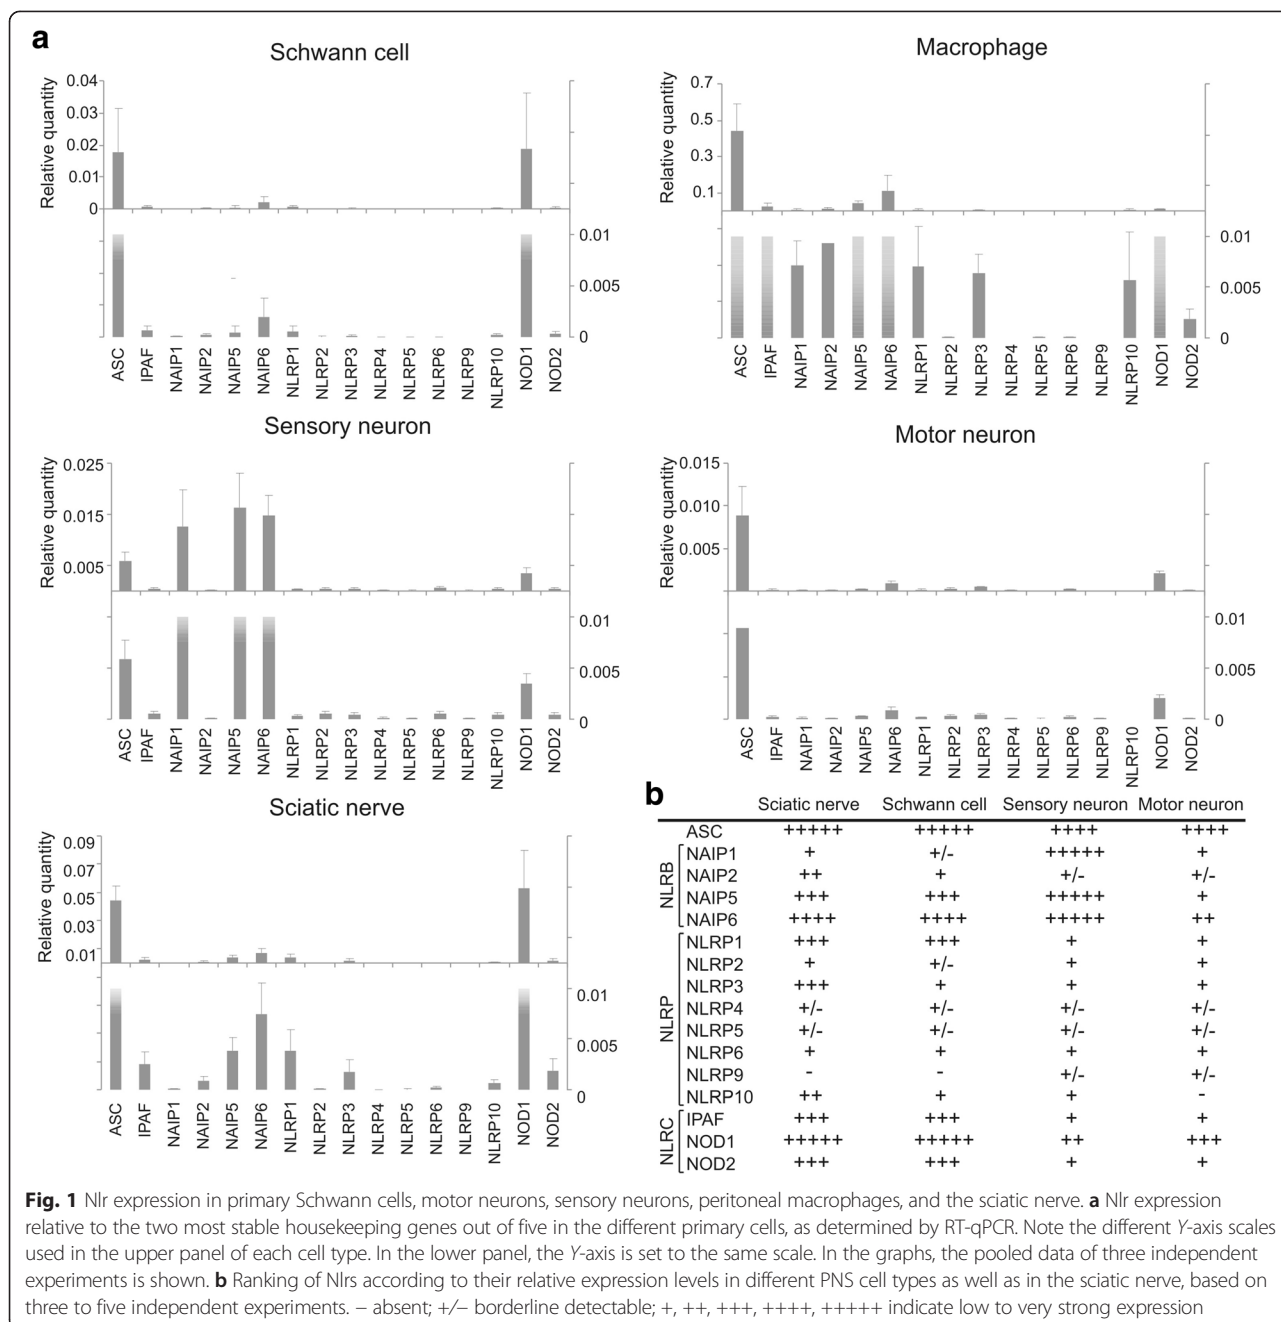 a
Schwann cell
Relative quantity
0.04
0.03
0.02
0.01
0
0.01
0.005
0
ASC IPAF NAIP1 NAIP2 NAIP5 NAIP6 NLRP1 NLRP2 NLRP3 NLRP4 NLRP5 NLRP6 NLRP9 NLRP10 NOD1 NOD2
Macrophage
Relative quantity
0.7
0.5
0.3
0.1
0.01
0.005
0
ASC IPAF NAIP1 NAIP2 NAIP5 NAIP6 NLRP1 NLRP2 NLRP3 NLRP4 NLRP5 NLRP6 NLRP9 NLRP10 NOD1 NOD2
Sensory neuron
Relative quantity
0.025
0.015
0.005
0.01
0.005
0
ASC IPAF NAIP1 NAIP2 NAIP5 NAIP6 NLRP1 NLRP2 NLRP3 NLRP4 NLRP5 NLRP6 NLRP9 NLRP10 NOD1 NOD2
Motor neuron
Relative quantity
0.015
0.010
0.005
0.01
0.005
0
ASC IPAF NAIP1 NAIP2 NAIP5 NAIP6 NLRP1 NLRP2 NLRP3 NLRP4 NLRP5 NLRP6 NLRP9 NLRP10 NOD1 NOD2
Sciatic nerve
Relative quantity
0.09
0.07
0.05
0.03
0.01
0.01
0.005
0
ASC IPAF NAIP1 NAIP2 NAIP5 NAIP6 NLRP1 NLRP2 NLRP3 NLRP4 NLRP5 NLRP6 NLRP9 NLRP10 NOD1 NOD2
b
Sciatic nerve Schwann cell Sensory neuron Motor neuron
ASC +++++ +++++ ++++ ++++
NLRB
NAIP1 + +/- +++++ +
NAIP2 ++ + +/- +/-
NAIP5 +++ +++ +++++ +
NAIP6 ++++ ++++ +++++ ++
NLRP
NLRP1 +++ +++ + +
NLRP2 + +/- + +
NLRP3 +++ + + +
NLRP4 +/- +/- +/- +/-
NLRP5 +/- +/- +/- +/-
NLRP6 + + + +
NLRP9 - - +/- +/-
NLRP10 ++ + + -
NLRC
IPAF +++ +++ + +
NOD1 +++++ +++++ ++ +++
NOD2 +++ +++ + +
Fig. 1 Nlr expression in primary Schwann cells, motor neurons, sensory neurons, peritoneal macrophages, and the sciatic nerve. a Nlr expression
relative to the two most stable housekeeping genes out of five in the different primary cells, as determined by RT-qPCR. Note the different Y-axis scales
used in the upper panel of each cell type. In the lower panel, the Y-axis is set to the same scale. In the graphs, the pooled data of three independent
experiments is shown. b Ranking of Nlrs according to their relative expression levels in different PNS cell types as well as in the sciatic nerve, based on
three to five independent experiments. − absent; +/− borderline detectable; +, ++, +++, ++++, +++++ indicate low to very strong expression